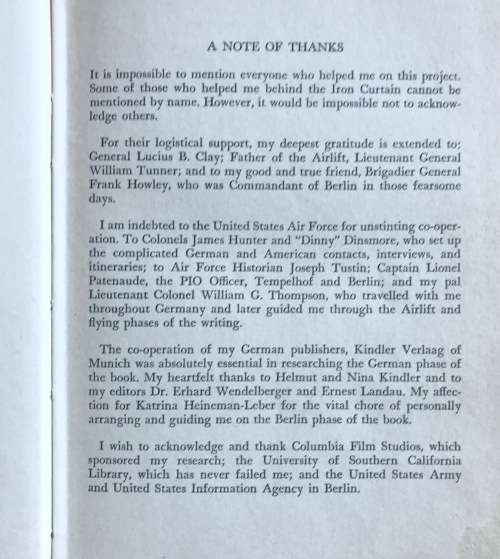 A NOTE OF THANKS
It is impossible to mention everyone who helped me on this project.
Some of those who helped me behind the Iron Curtain cannot be
mentioned by name. However, it would be impossible not to acknow-
ledge others.
For their logistical support, my deepest gratitude is extended to:
General Lucius B. Clay; Father of the Airlift, Lieutenant General
William Tunner; and to my good and true friend, Brigadier General
Frank Howley, who was Commandant of Berlin in those fearsome
days.
I am indebted to the United States Air Force for unstinting co-oper-
ation. To Colonels James Hunter and "Dinny" Dinsmore, who set up
the complicated German and American contacts, interviews, and
itineraries; to Air Force Historian Joseph Tustin; Captain Lionel
Patenaude, the PIO Officer, Tempelhof and Berlin; and my pal
Lieutenant Colonel William G. Thompson, who travelled with me
throughout Germany and later guided me through the Airlift and
flying phases of the writing.
The co-operation of my German publishers, Kindler Verlaag of
Munich was absolutely essential in researching the German phase of
the book. My heartfelt thanks to Helmut and Nina Kindler and to
my editors Dr. Erhard Wendelberger and Ernest Landau. My affec-
tion for Katrina Heineman-Leber for the vital chore of personally
arranging and guiding me on the Berlin phase of the book.
I wish to acknowledge and thank Columbia Film Studios, which
sponsored my research; the University of Southern California
Library, which has never failed me; and the United States Army
and United States Information Agency in Berlin.